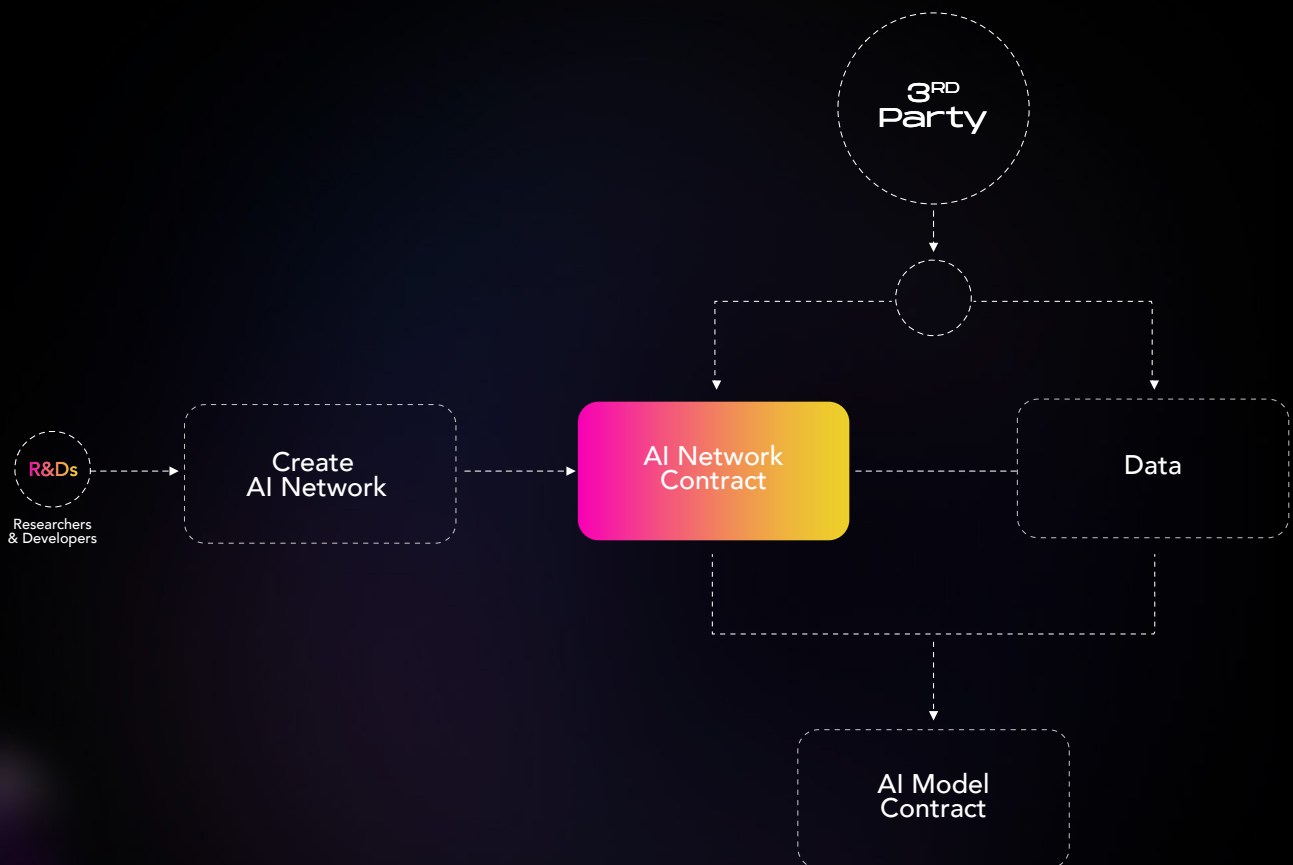 3RD
Party
R&Ds
Researchers
& Developers
Create
AI Network
AI Network
Contract
Data
AI Model
Contract